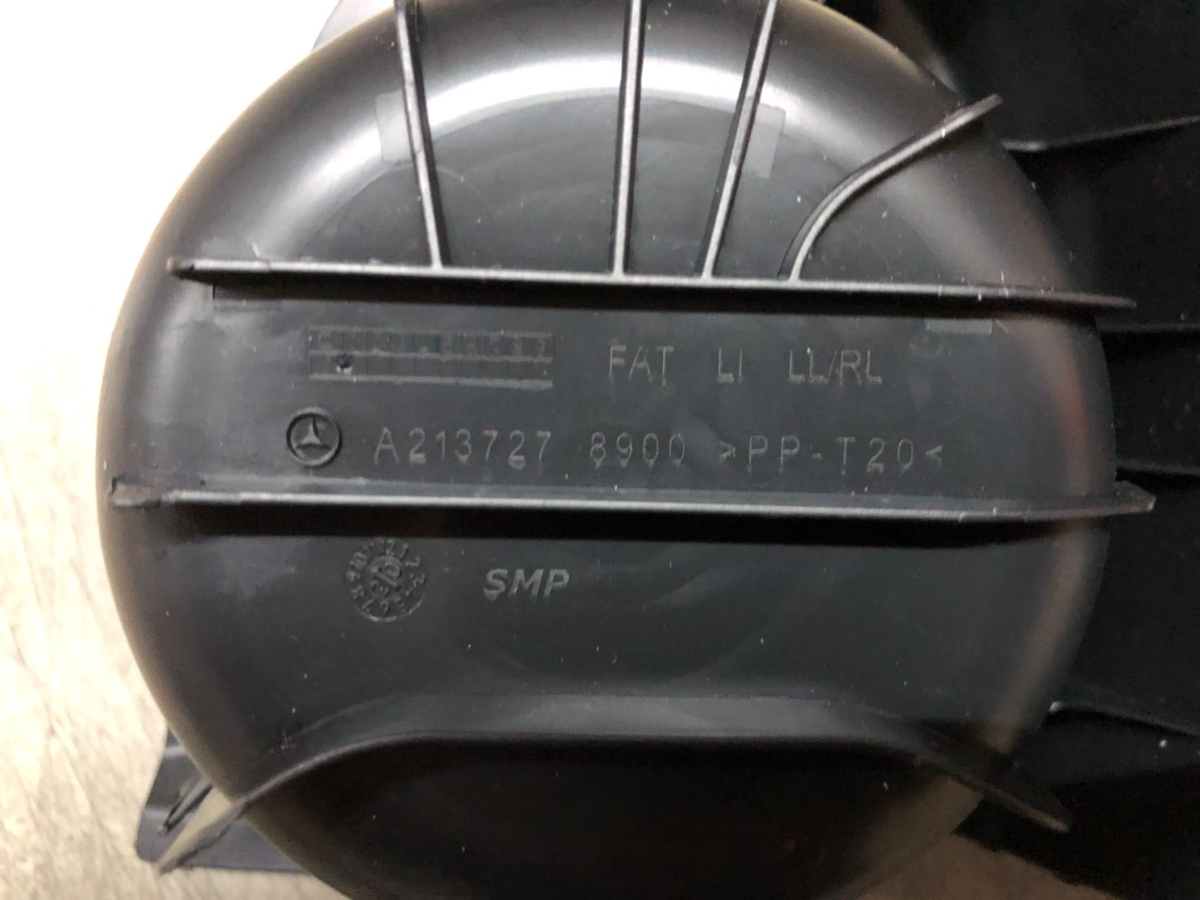 FAT LI LL/RL
A213727 8900 >PP-T20<
SMP